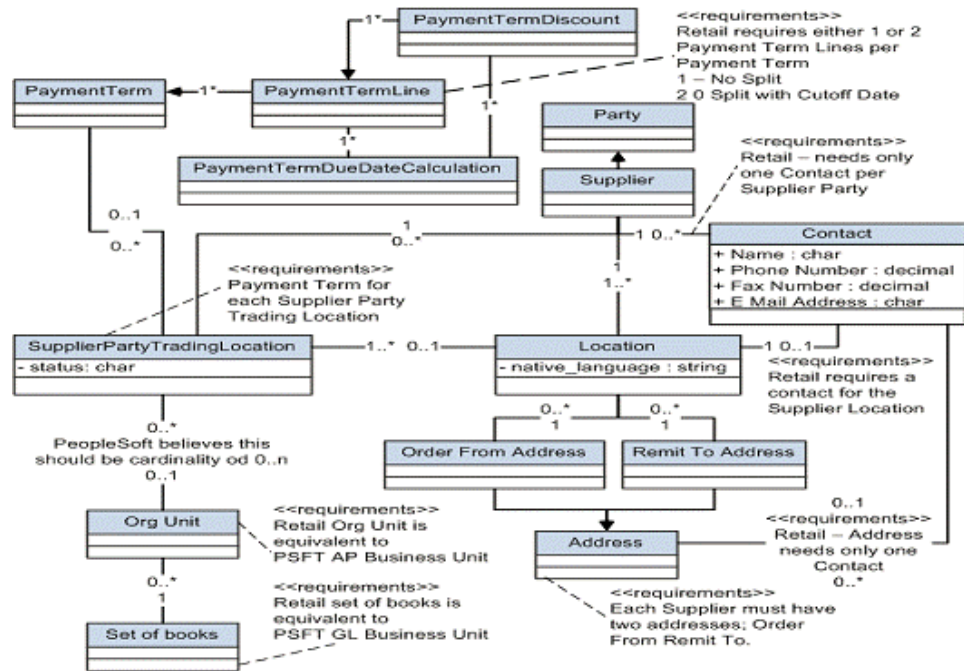 PaymentTermDiscount
<<requirements>>
Retail requires either 1 or 2
Payment Term Lines per
Payment Term
1 – No Split
2 0 Split with Cutoff Date
1*
PaymentTerm
1*
PaymentTermLine
1*
1*
PaymentTermDueDateCalculation
Party
Supplier
<<requirements>>
Retail – needs only
one Contact per
Supplier Party
0..1
0..*
1
0..*
1 0..*
Contact
+ Name : char
+ Phone Number : decimal
+ Fax Number : decimal
+ E Mail Address : char
<<requirements>>
Payment Term for
each Supplier Party
Trading Location
1
1..*
SupplierPartyTradingLocation
- status: char
1..* 0..1
Location
- native_language : string
1 0..1
<<requirements>>
Retail requires a
contact for the
Supplier Location
0..*
PeopleSoft believes this
should be cardinality od 0..n
0..1
0..*
1
0..*
1
Order From Address
Remit To Address
Org Unit
<<requirements>>
Retail Org Unit is
equivalent to
PSFT AP Business Unit
Address
0..1
<<requirements>>
Retail – Address
needs only one
Contact
0..*
0..*
1
<<requirements>>
Retail set of books is
equivalent to
PSFT GL Business Unit
<<requirements>>
Each Supplier must have
two addresses; Order
From Remit To.
Set of books